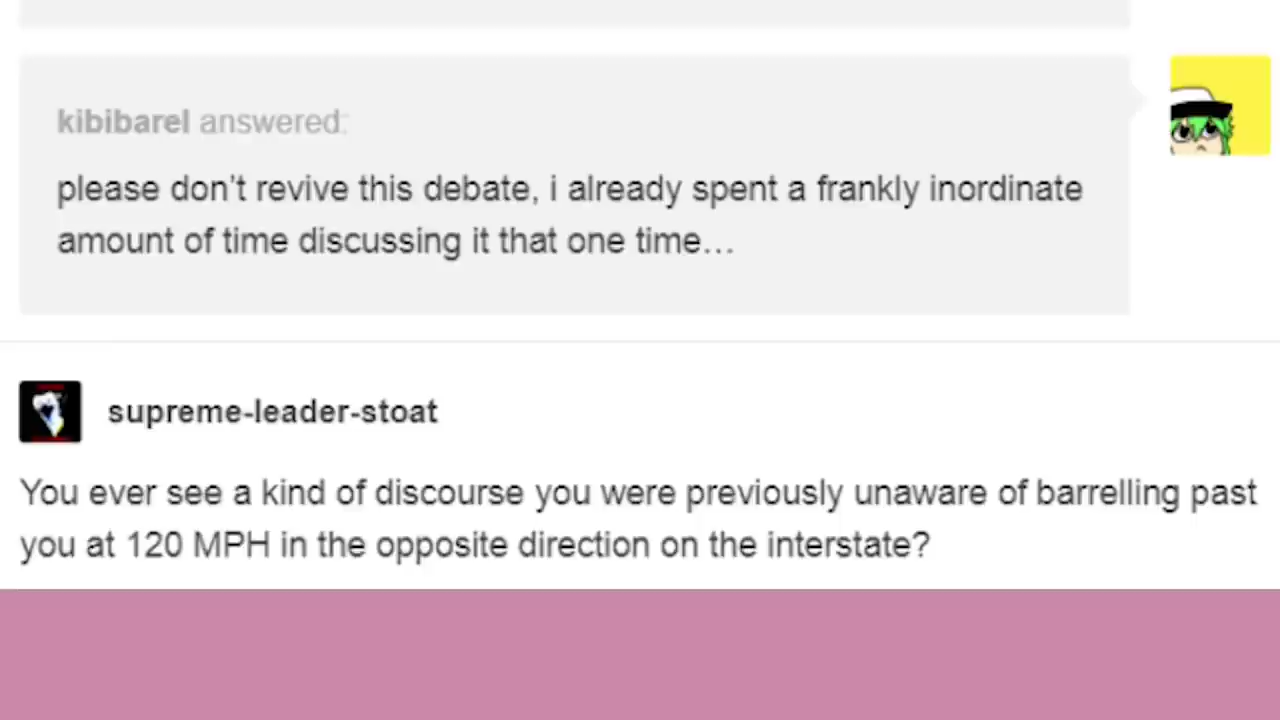 kibibarel answered:
please don't revive this debate, i already spent a frankly inordinate
amount of time discussing it that one time...
supreme-leader-stoat
You ever see a kind of discourse you were previously unaware of barrelling past
you at 120 MPH in the opposite direction on the interstate?